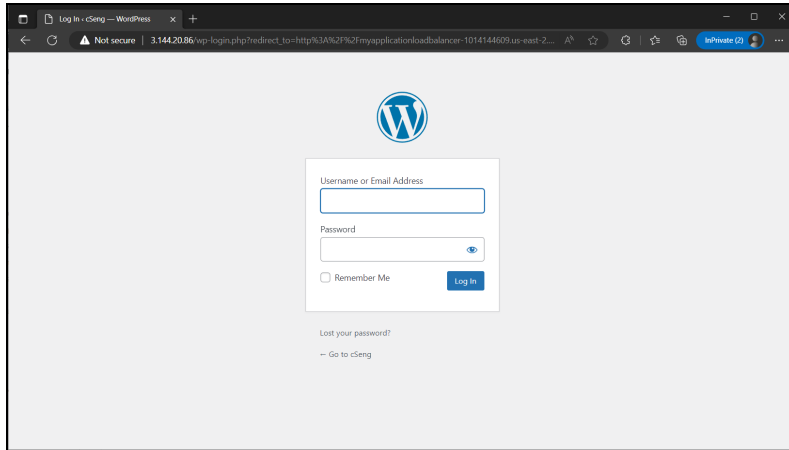 Log In ‹ cSeng — WordPress
Not secure | 3.144.20.86/wp-login.php?redirect_to=http%3A%2F%2Fmyapplicationloadbalancer-1014144609.us-east-2.... InPrivate (2)
Username or Email Address
Password
Remember Me Log In
Lost your password?
← Go to cSeng